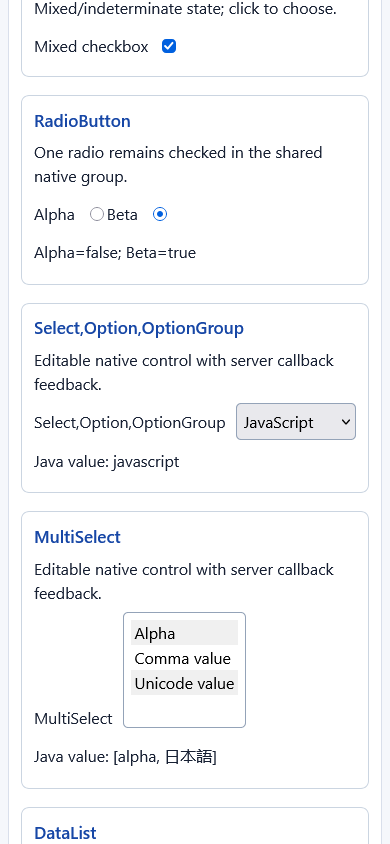 Mixed/indeterminate state; click to choose.
Mixed checkbox
RadioButton
One radio remains checked in the shared
native group.
Alpha Beta
Alpha=false; Beta=true
Select,Option,OptionGroup
Editable native control with server callback
feedback.
Select,Option,OptionGroup JavaScript
Java value: javascript
MultiSelect
Editable native control with server callback
feedback.
Alpha
Comma value
Unicode value
MultiSelect
Java value: [alpha, 日本語]
DataList